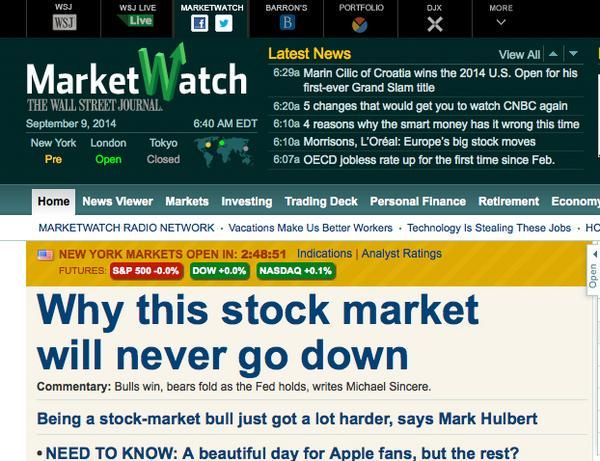 WSJ WSJ LIVE MARKETWATCH BARRON'S PORTFOLIO DJX MORE
WSJ Live f B
MarketWatch
THE WALL STREET JOURNAL.
September 9, 2014 6:40 AM EDT
New York London Tokyo
Pre Open Closed
Latest News View All
6:29a Marin Cilic of Croatia wins the 2014 U.S. Open for his
first-ever Grand Slam title
6:20a 5 changes that would get you to watch CNBC again
6:10a 4 reasons why the smart money has it wrong this time
6:10a Morrisons, L'Oréal: Europe's big stock moves
6:07a OECD jobless rate up for the first time since Feb.
Home News Viewer Markets Investing Trading Deck Personal Finance Retirement Economy
MARKETWATCH RADIO NETWORK · Vacations Make Us Better Workers · Technology Is Stealing These Jobs · HO
NEW YORK MARKETS OPEN IN: 2:48:51 Indications | Analyst Ratings
FUTURES: S&P 500 -0.0% DOW +0.0% NASDAQ +0.1%
Open
Why this stock market
will never go down
Commentary: Bulls win, bears fold as the Fed holds, writes Michael Sincere.
Being a stock-market bull just got a lot harder, says Mark Hulbert
• NEED TO KNOW: A beautiful day for Apple fans, but the rest?